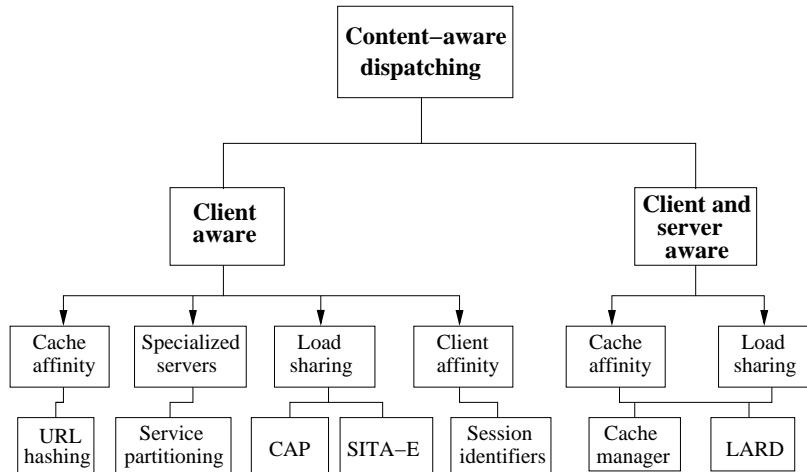 Content−aware
dispatching
Client
aware
Client and
server
aware
Cache
affinity
Specialized
servers
Load
sharing
Client
affinity
Cache
affinity
Load
sharing
URL
hashing
Service
partitioning
CAP
SITA−E
Session
identifiers
Cache
manager
LARD